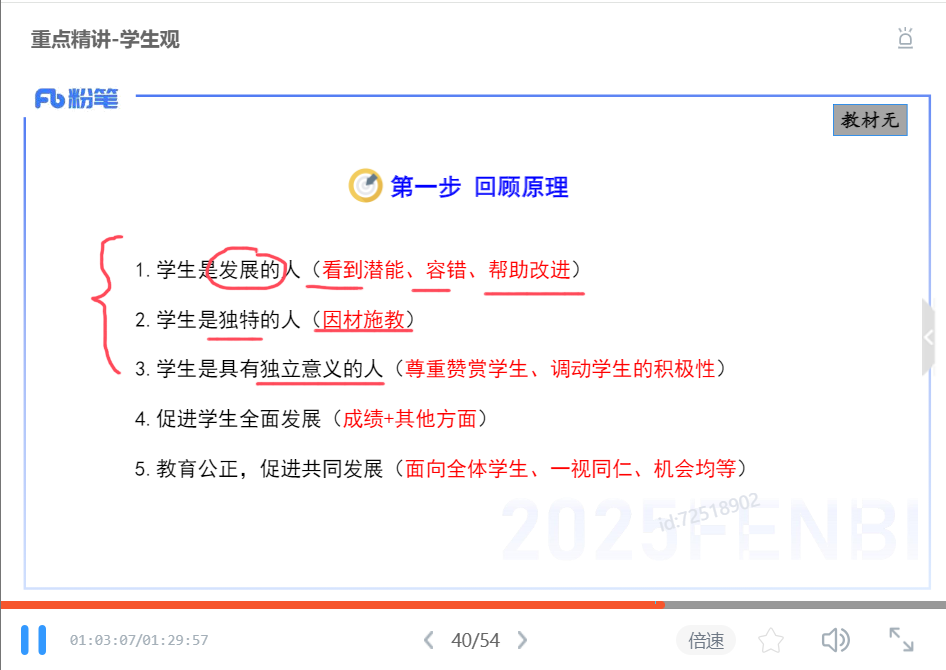 重点精讲-学生观
粉笔
教材无
第一步 回顾原理
1. 学生是发展的人（看到潜能、容错、帮助改进）
2. 学生是独特的人（因材施教）
3. 学生是具有独立意义的人（尊重赞赏学生、调动学生的积极性）
4. 促进学生全面发展（成绩+其他方面）
5. 教育公正，促进共同发展（面向全体学生、一视同仁、机会均等）
id:72518902
2025FENBI
01:03:07/01:29:57
40/54
倍速